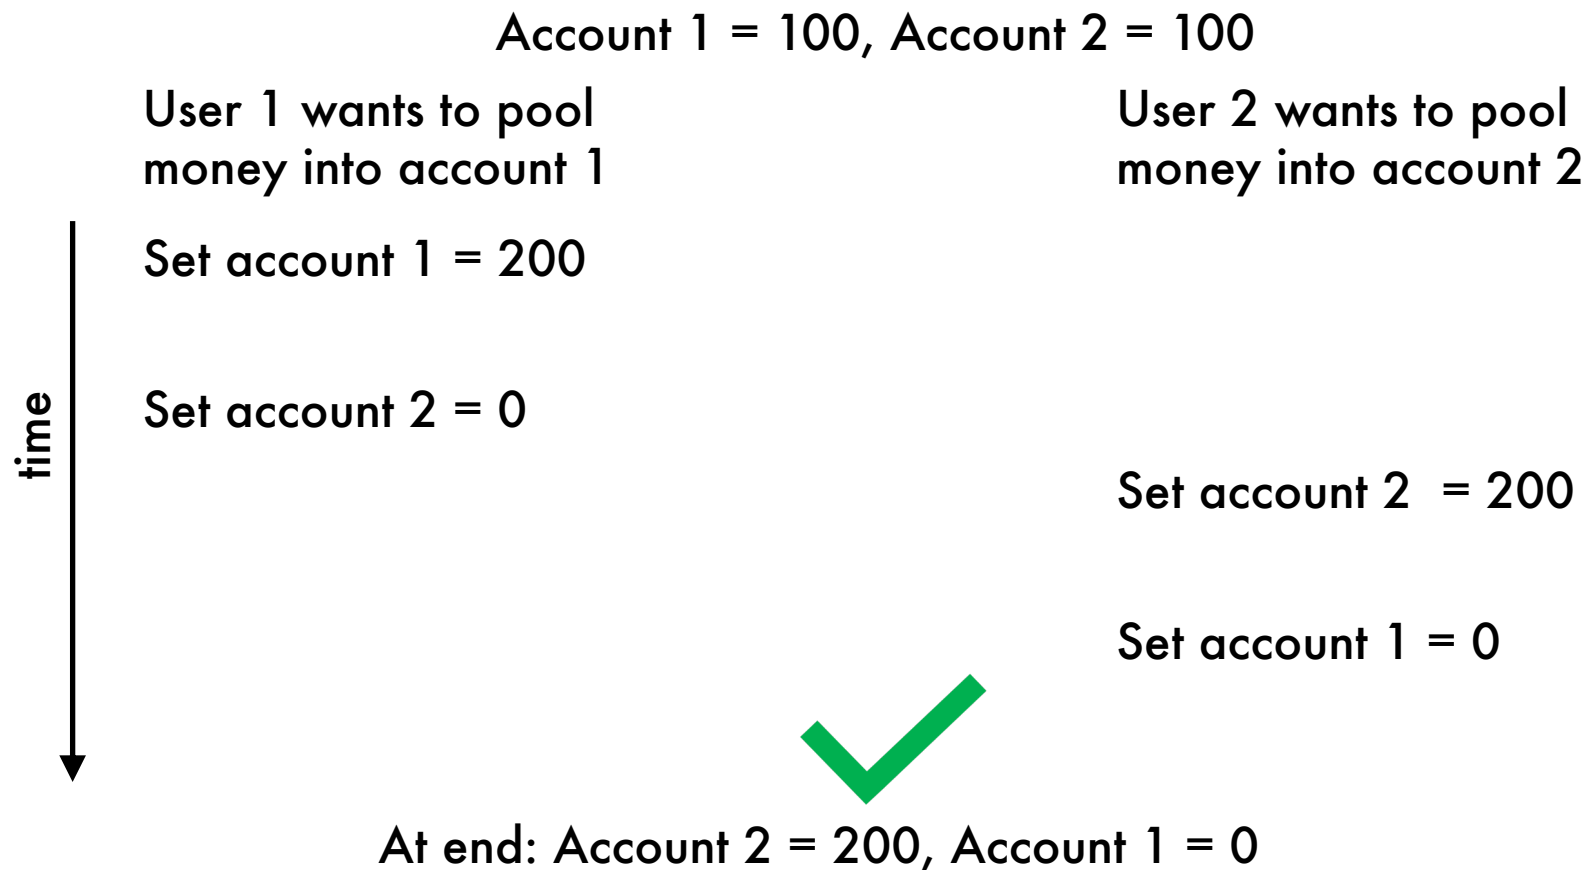 Account 1 = 100, Account 2 = 100
User 1 wants to pool
money into account 1
User 2 wants to pool
money into account 2
time
Set account 1 = 200
Set account 2 = 0
Set account 2  = 200
Set account 1 = 0
At end: Account 2 = 200, Account 1 = 0